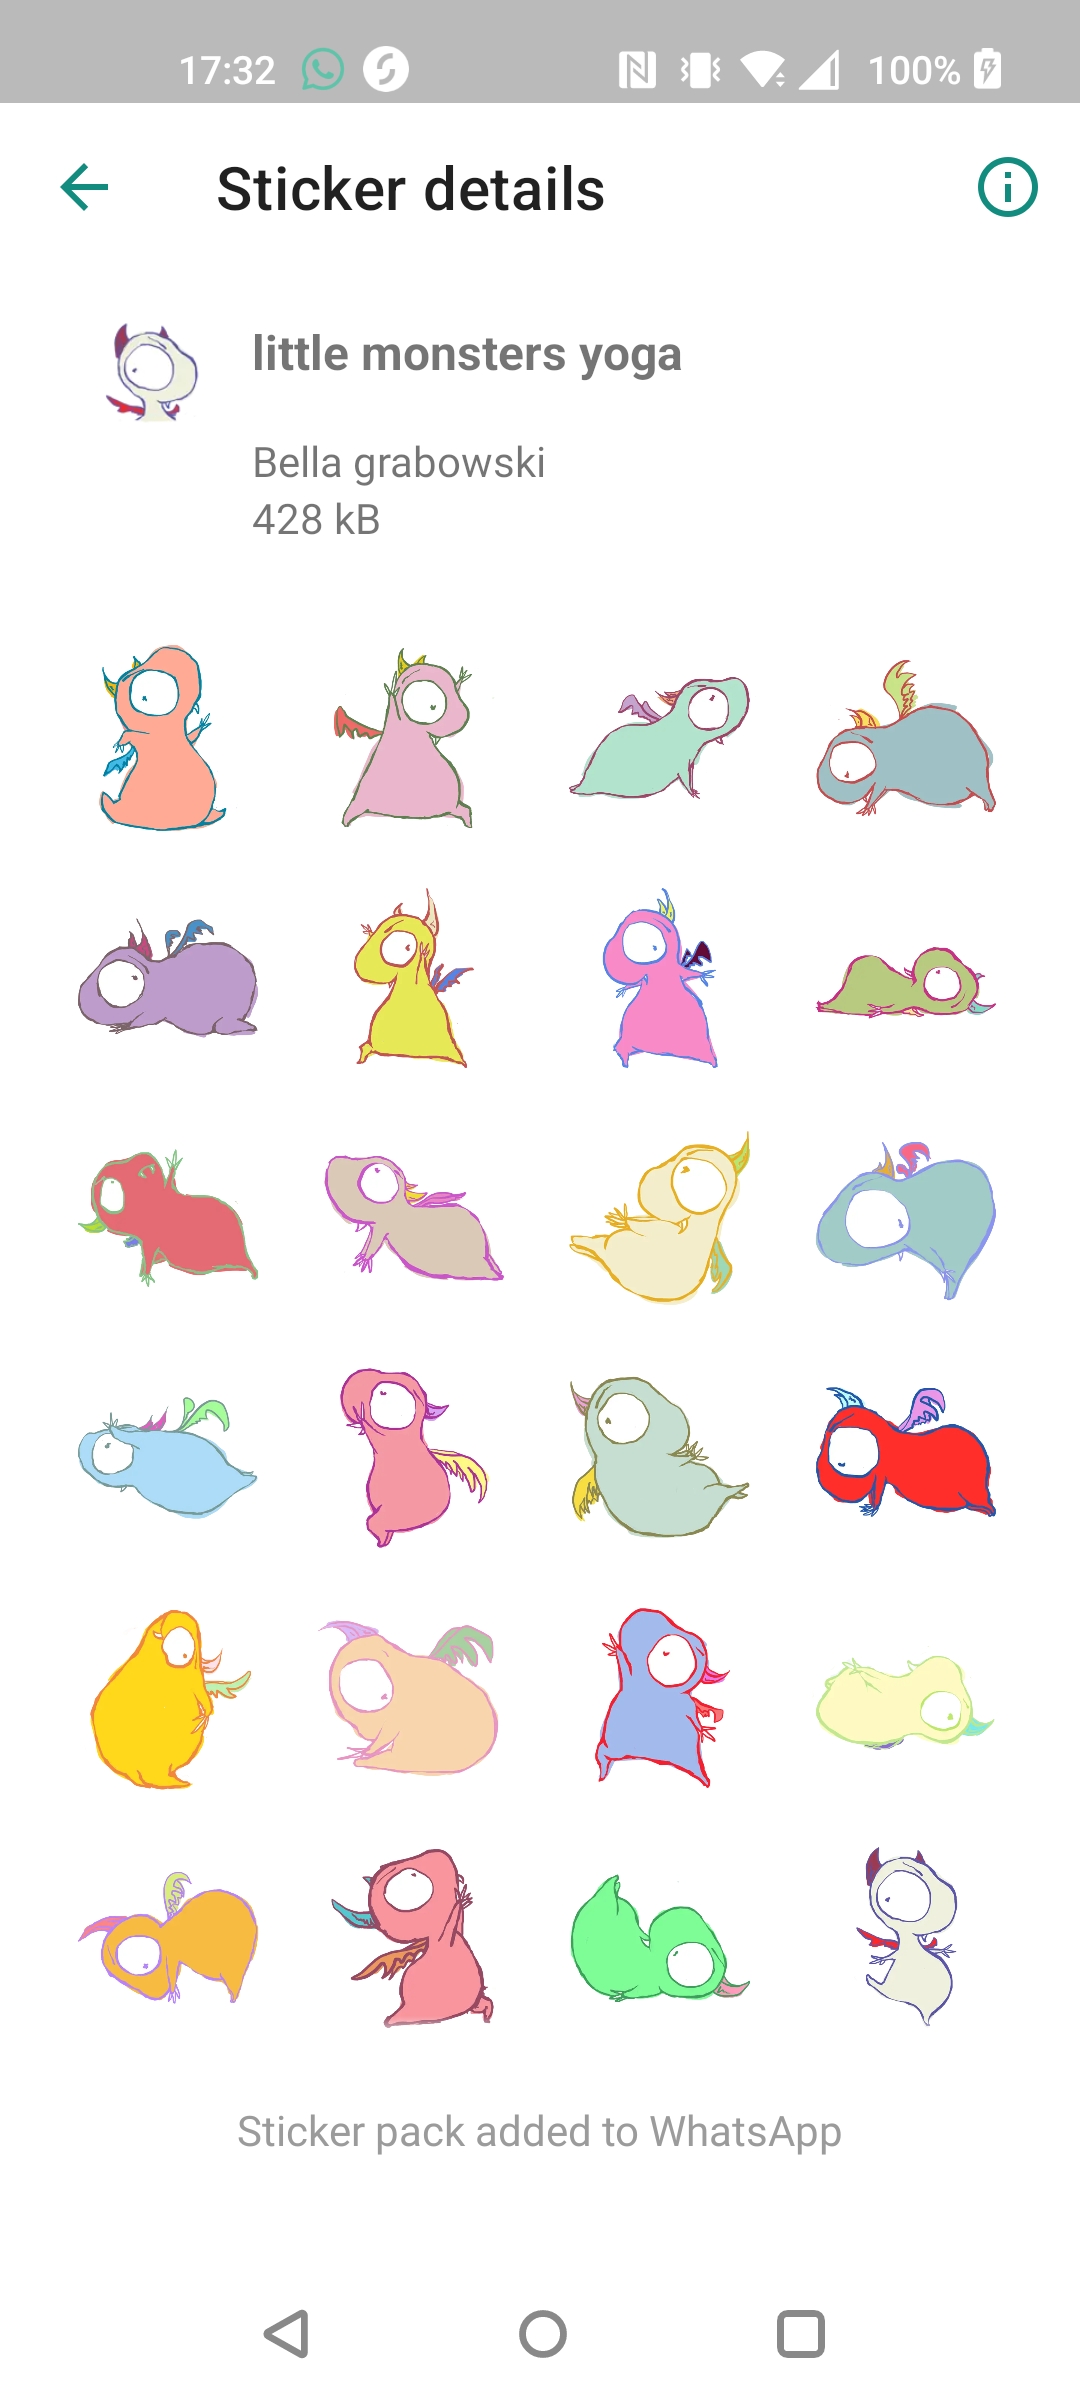 17:32
100%
Sticker details
little monsters yoga
Bella grabowski
428 kB
Sticker pack added to WhatsApp